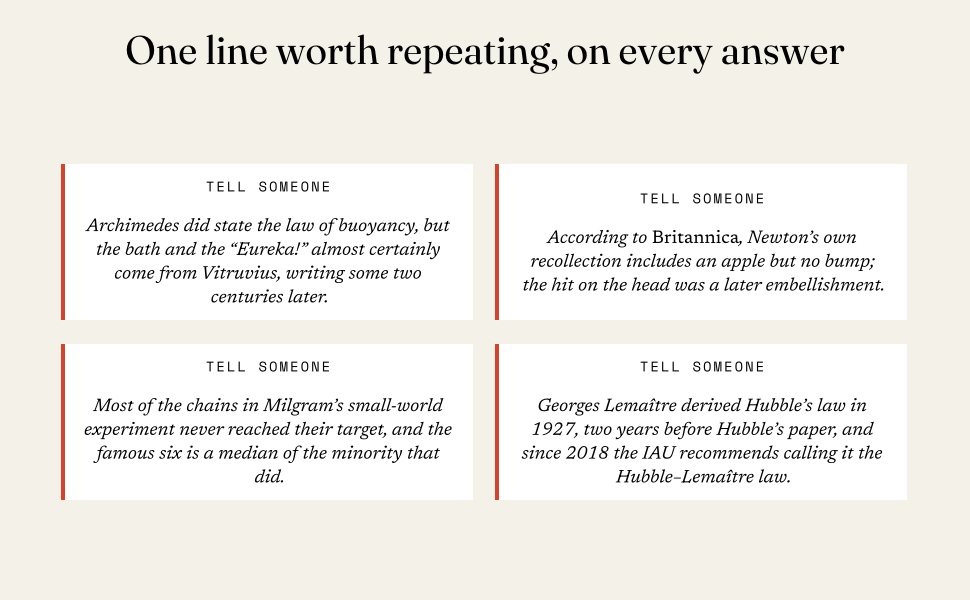 One line worth repeating, on every answer
TELL SOMEONE
Archimedes did state the law of buoyancy, but
the bath and the “Eureka!” almost certainly
come from Vitruvius, writing some two
centuries later.
TELL SOMEONE
According to Britannica, Newton’s own
recollection includes an apple but no bump;
the hit on the head was a later embellishment.
TELL SOMEONE
Most of the chains in Milgram’s small-world
experiment never reached their target, and the
famous six is a median of the minority that
did.
TELL SOMEONE
Georges Lemaître derived Hubble’s law in
1927, two years before Hubble’s paper, and
since 2018 the IAU recommends calling it the
Hubble–Lemaître law.